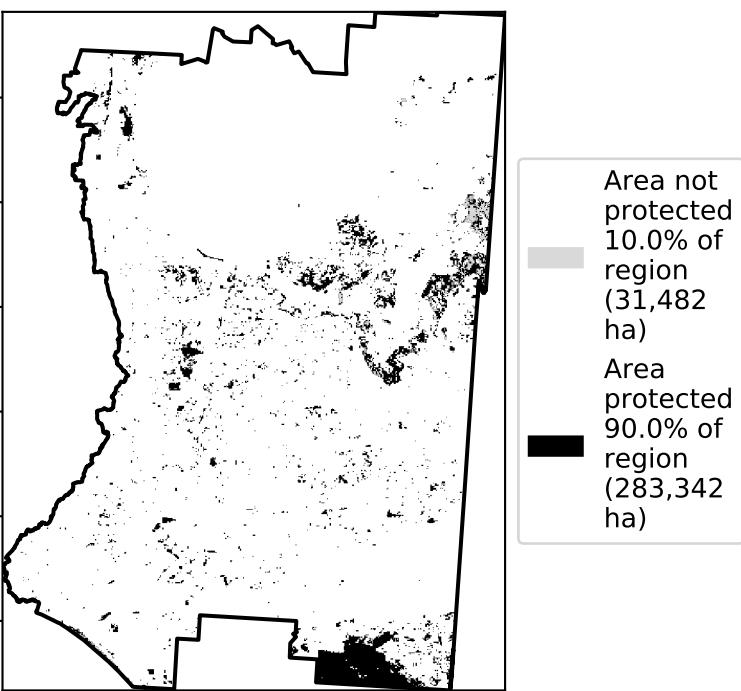 Area not
protected
10.0% of
region
(31,482
ha)
Area
protected
90.0% of
region
(283,342
ha)